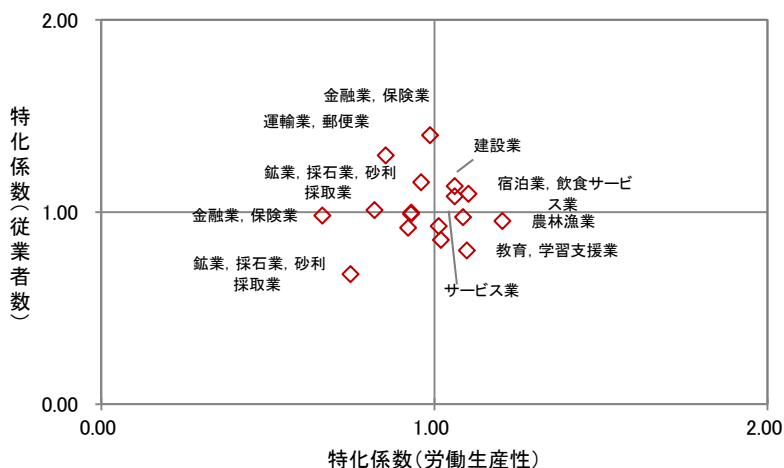 2.00
金融業，保険業
運輸業，郵便業
建設業
鉱業，採石業，砂利
採取業
宿泊業，飲食サービ
ス業
1.00
金融業，保険業
農林漁業
教育，学習支援業
鉱業，採石業，砂利
採取業
サービス業
0.00
0.00
1.00
2.00
特化係数（労働生産性）
特化係数（従業者数）